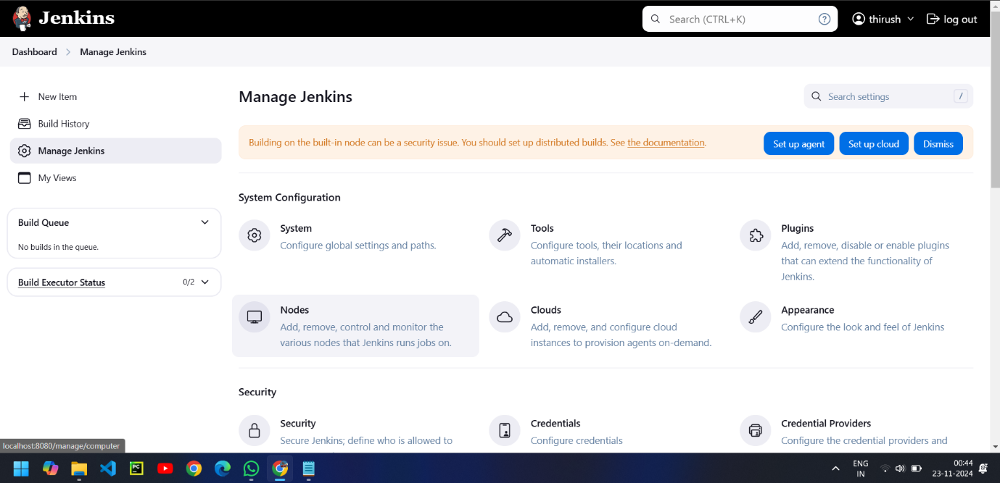 Jenkins
Search (CTRL+K)
?
thirush
log out
Dashboard
Manage Jenkins
New Item
Build History
Manage Jenkins
My Views
Build Queue
No builds in the queue.
Build Executor Status
0/2
Manage Jenkins
Search settings
/
Building on the built-in node can be a security issue. You should set up distributed builds. See the documentation.
Set up agent
Set up cloud
Dismiss
System Configuration
System
Configure global settings and paths.
Tools
Configure tools, their locations and
automatic installers.
Plugins
Add, remove, disable or enable plugins
that can extend the functionality of
Jenkins.
Nodes
Add, remove, control and monitor the
various nodes that Jenkins runs jobs on.
Clouds
Add, remove, and configure cloud
instances to provision agents on-demand.
Appearance
Configure the look and feel of Jenkins
Security
Security
Secure Jenkins; define who is allowed to
Credentials
Configure credentials
Credential Providers
Configure the credential providers and
localhost:8080/manage/computer
PC
ENG
IN
00:44
23-11-2024